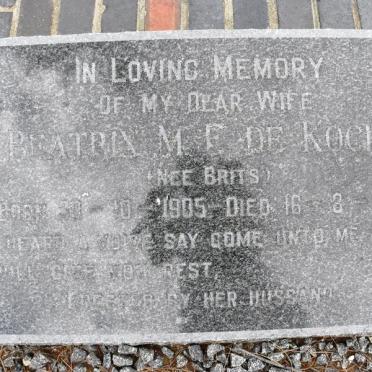 IN LOVING MEMORY
OF MY DEAR WIFE
BEATRIX M. E. DE KOCK
(NEE BRITS)
BORN 30-10-1905-DIED 16-8
HEARD A VOICE SAY COME UNTO ME
REST,
BY HER HUSBAND